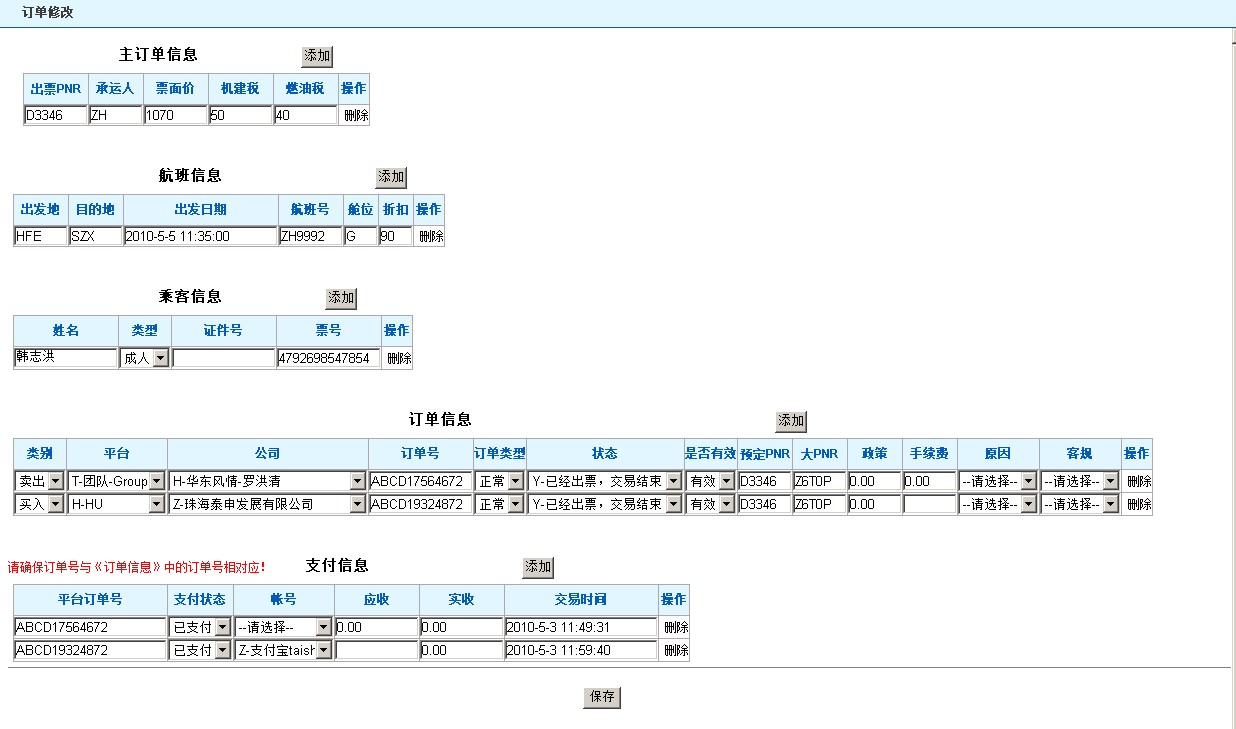 订单修改
主订单信息 添加
出票PNR 承运人 票面价 机建税 燃油税 操作
D3346 ZH 1070 50 40 删除
航班信息 添加
出发地 目的地 出发日期 航班号 舱位 折扣 操作
HFE SZX 2010-5-5 11:35:00 ZH9992 G 90 删除
乘客信息 添加
姓名 类型 证件号 票号 操作
韩志洪 成人 4792698547854 删除
订单信息 添加
类别 平台 公司 订单号 订单类型 状态 是否有效 预定PNR 大PNR 政策 手续费 原因 客规 操作
卖出 T-团队-Group H-华东风情-罗洪清 ABCD17564672 正常 Y-已经出票，交易结束 有效 D3346 Z6T0P 0.00 0.00 --请选择-- --请选择-- 删除
买入 H-HU Z-珠海泰申发展有限公司 ABCD19324872 正常 Y-已经出票，交易结束 有效 D3346 Z6T0P 0.00 --请选择-- --请选择-- 删除
请确保订单号与《订单信息》中的订单号相对应！ 支付信息 添加
平台订单号 支付状态 帐号 应收 实收 交易时间 操作
ABCD17564672 已支付 --请选择-- 0.00 0.00 2010-5-3 11:49:31 删除
ABCD19324872 已支付 Z-支付宝taish 0.00 2010-5-3 11:59:40 删除
保存